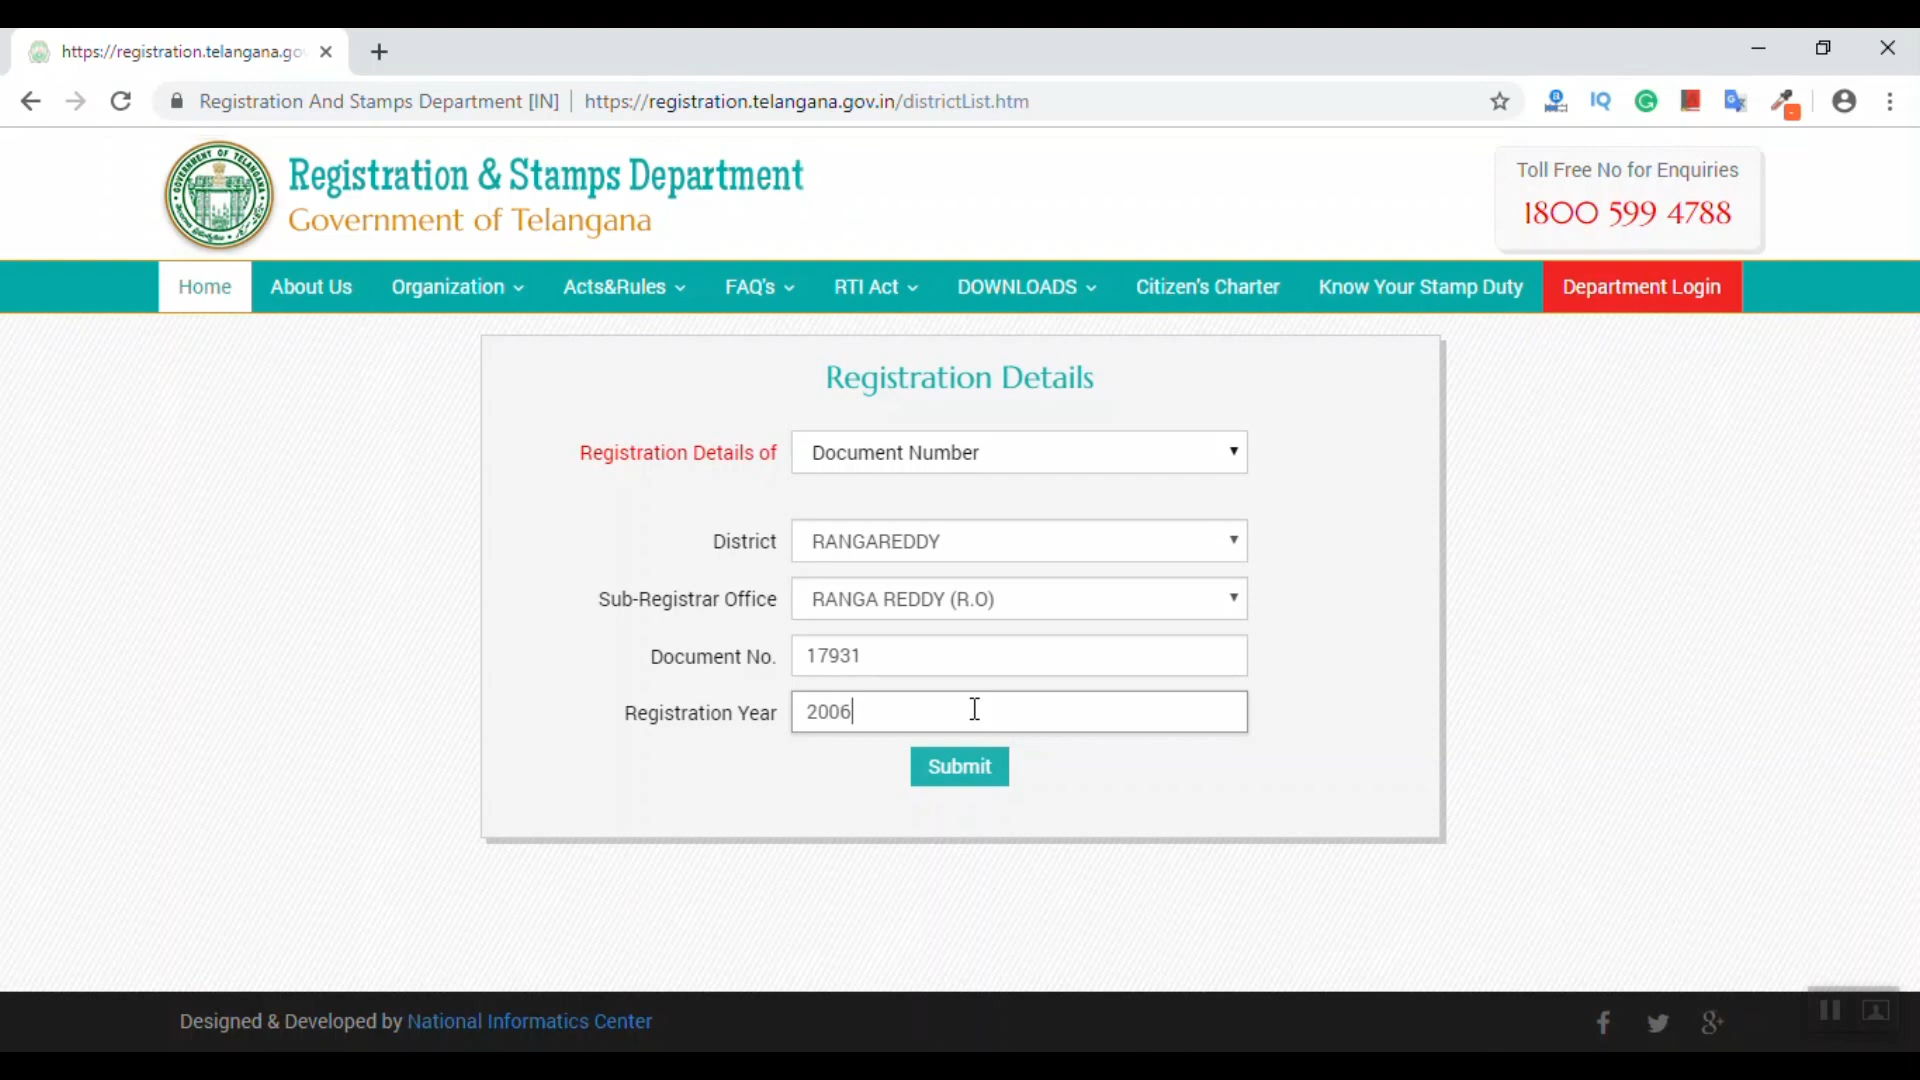 https://registration.telangana.go
Registration And Stamps Department [IN] https://registration.telangana.gov.in/districtList.htm
IQ
Registration & Stamps Department
Government of Telangana
Toll Free No for Enquiries
1800 599 4788
Home About Us Organization Acts&Rules FAQ's RTI Act DOWNLOADS Citizen's Charter Know Your Stamp Duty Department Login
Registration Details
Registration Details of Document Number
District RANGAREDDY
Sub-Registrar Office RANGA REDDY (R.O)
Document No. 17931
Registration Year 2006
Submit
Designed & Developed by National Informatics Center